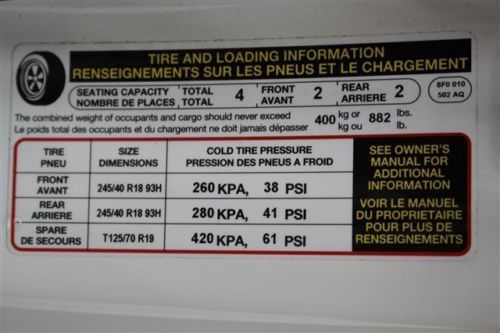 TIRE AND LOADING INFORMATION
RENSEIGNEMENTS SUR LES PNEUS ET LE CHARGEMENT
SEATING CAPACITY TOTAL 4 FRONT 2 REAR 2
NOMBRE DE PLACES TOTAL AVANT ARRIERE
8F0 010
502 AQ
The combined weight of occupants and cargo should never exceed 400 kg or 882 lbs.
Le poids total des occupants et du chargement ne doit jamais dépasser kg ou lb.
TIRE SIZE COLD TIRE PRESSURE
PNEU DIMENSIONS PRESSION DES PNEUS A FROID
FRONT
AVANT 245/40 R18 93H 260 KPA, 38 PSI
REAR
ARRIERE 245/40 R18 93H 280 KPA, 41 PSI
SPARE
DE SECOURS T125/70 R19 420 KPA, 61 PSI
SEE OWNER'S
MANUAL FOR
ADDITIONAL
INFORMATION
VOIR LE MANUEL
DU PROPRIETAIRE
POUR PLUS DE
RENSEIGNEMENTS